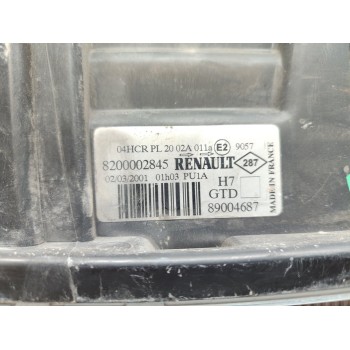 04HCR PL 20 02A 011a E2 9057
8200002845 RENAULT 287
02/03/2001 01h03 PU1A H7
GTD
89004687
MADE IN FRANCE